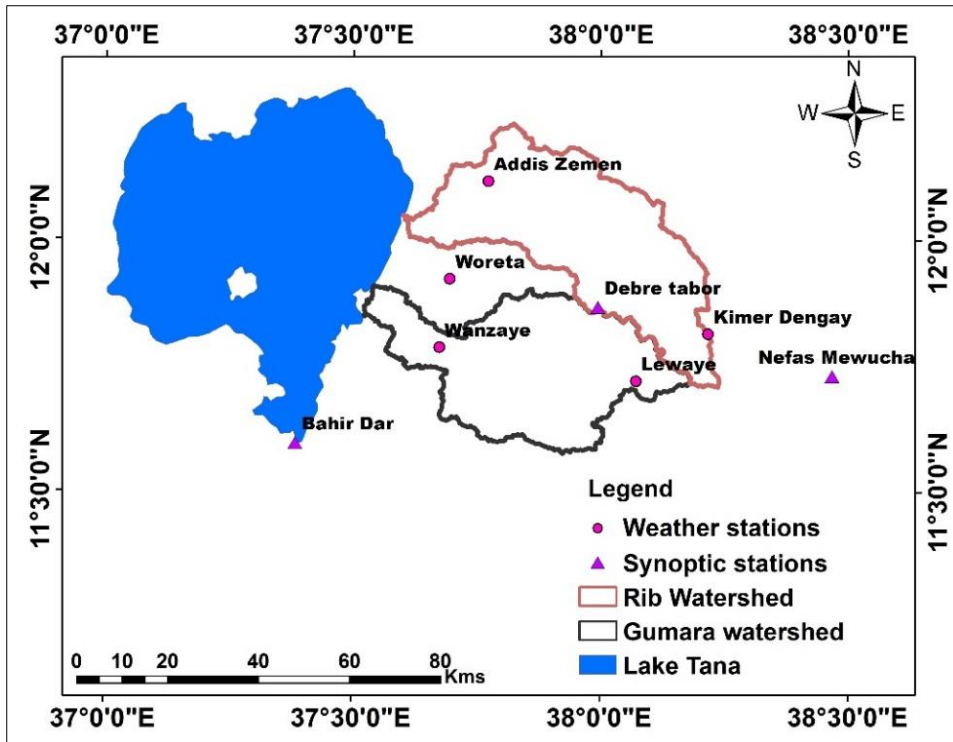 37°0'0"E 37°30'0"E 38°0'0"E 38°30'0"E
N
W E
S
12°0'0"N
12°0'0"N
11°30'0"N
11°30'0"N
Addis Zemen
Woreta
Debre tabor
Kimer Dengay
Wanzaye
Nefas Mewucha
Lewaye
Bahir Dar
Legend
Weather stations
Synoptic stations
Rib Watershed
Gumara watershed
Lake Tana
0 10 20 40 60 80
Kms
37°0'0"E 37°30'0"E 38°0'0"E 38°30'0"E